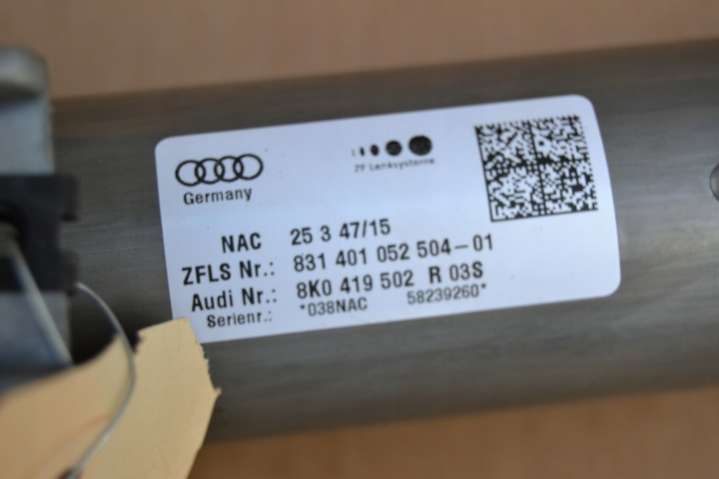 Germany
ZF Lenksysteme
NAC 25 3 47/15
ZFLS Nr.: 831 401 052 504-01
Audi Nr.: 8K0 419 502 R 03S
Serienr.: *038NAC 58239260*